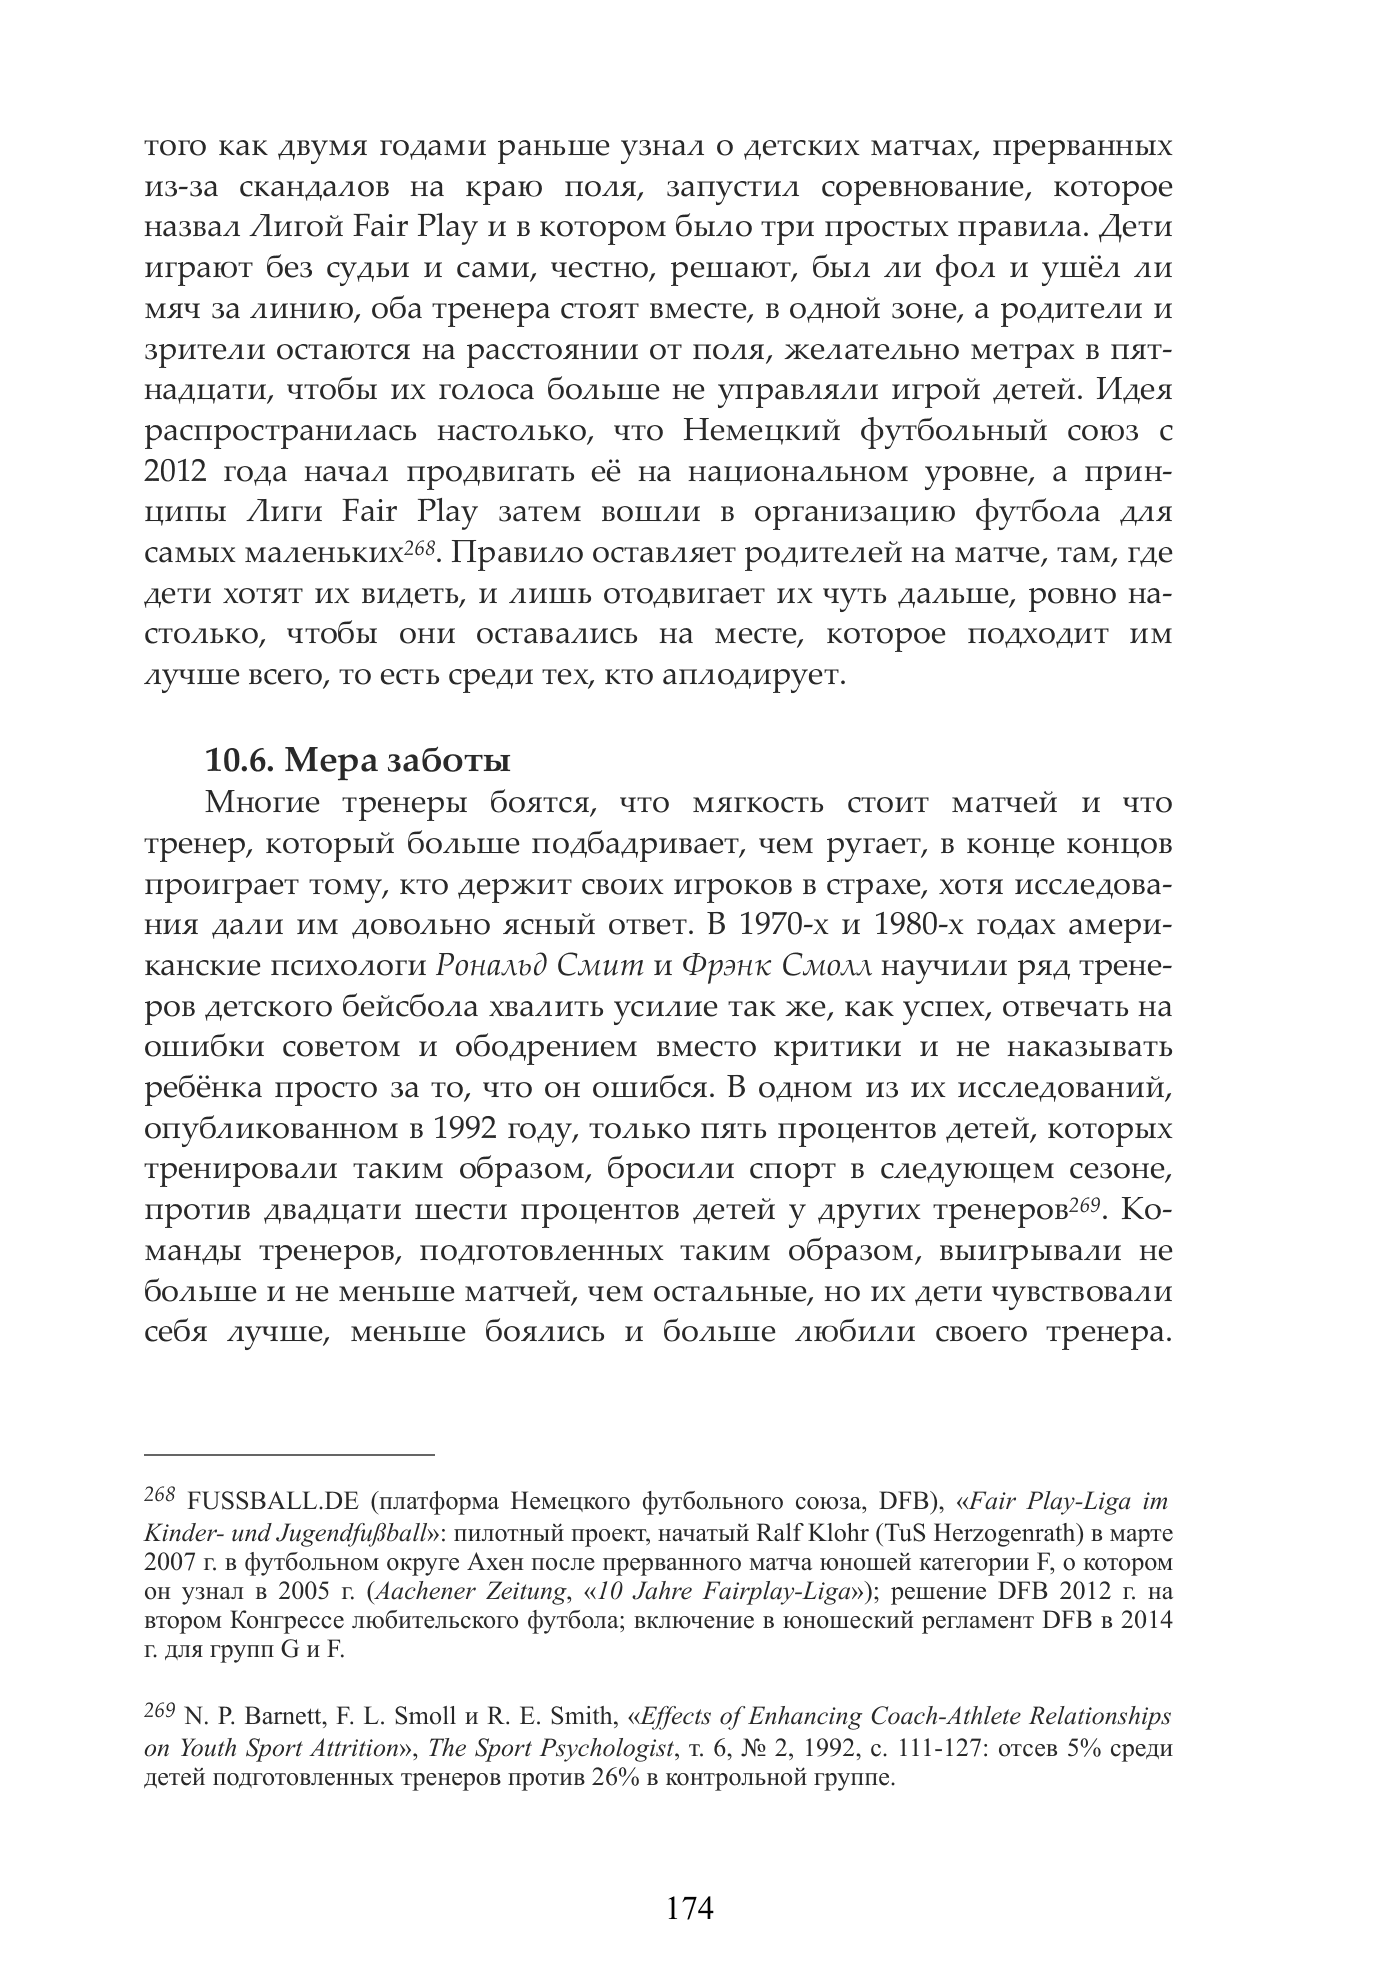 того как двумя годами раньше узнал о детских матчах, прерванных
из-за скандалов на краю поля, запустил соревнование, которое
назвал Лигой Fair Play и в котором было три простых правила. Дети
играют без судьи и сами, честно, решают, был ли фол и ушёл ли
мяч за линию, оба тренера стоят вместе, в одной зоне, а родители и
зрители остаются на расстоянии от поля, желательно метрах в пят-
надцати, чтобы их голоса больше не управляли игрой детей. Идея
распространилась настолько, что Немецкий футбольный союз с
2012 года начал продвигать её на национальном уровне, а прин-
ципы Лиги Fair Play затем вошли в организацию футбола для
самых маленьких268. Правило оставляет родителей на матче, там, где
дети хотят их видеть, и лишь отодвигает их чуть дальше, ровно на-
столько, чтобы они оставались на месте, которое подходит им
лучше всего, то есть среди тех, кто аплодирует.
10.6. Мера заботы
Многие тренеры боятся, что мягкость стоит матчей и что
тренер, который больше подбадривает, чем ругает, в конце концов
проиграет тому, кто держит своих игроков в страхе, хотя исследова-
ния дали им довольно ясный ответ. В 1970-х и 1980-х годах амери-
канские психологи Рональд Смит и Фрэнк Смолл научили ряд трене-
ров детского бейсбола хвалить усилие так же, как успех, отвечать на
ошибки советом и ободрением вместо критики и не наказывать
ребёнка просто за то, что он ошибся. В одном из их исследований,
опубликованном в 1992 году, только пять процентов детей, которых
тренировали таким образом, бросили спорт в следующем сезоне,
против двадцати шести процентов детей у других тренеров269. Ко-
манды тренеров, подготовленных таким образом, выигрывали не
больше и не меньше матчей, чем остальные, но их дети чувствовали
себя лучше, меньше боялись и больше любили своего тренера.
268 FUSSBALL.DE (платформа Немецкого футбольного союза, DFB), «Fair Play-Liga im
Kinder- und Jugendfußball»: пилотный проект, начатый Ralf Klohr (TuS Herzogenrath) в марте
2007 г. в футбольном округе Ахен после прерванного матча юношей категории F, о котором
он узнал в 2005 г. (Aachener Zeitung, «10 Jahre Fairplay-Liga»); решение DFB 2012 г. на
втором Конгрессе любительского футбола; включение в юношеский регламент DFB в 2014
г. для групп G и F.
269 N. P. Barnett, F. L. Smoll и R. E. Smith, «Effects of Enhancing Coach-Athlete Relationships
on Youth Sport Attrition», The Sport Psychologist, т. 6, № 2, 1992, с. 111-127: отсев 5% среди
детей подготовленных тренеров против 26% в контрольной группе.
174